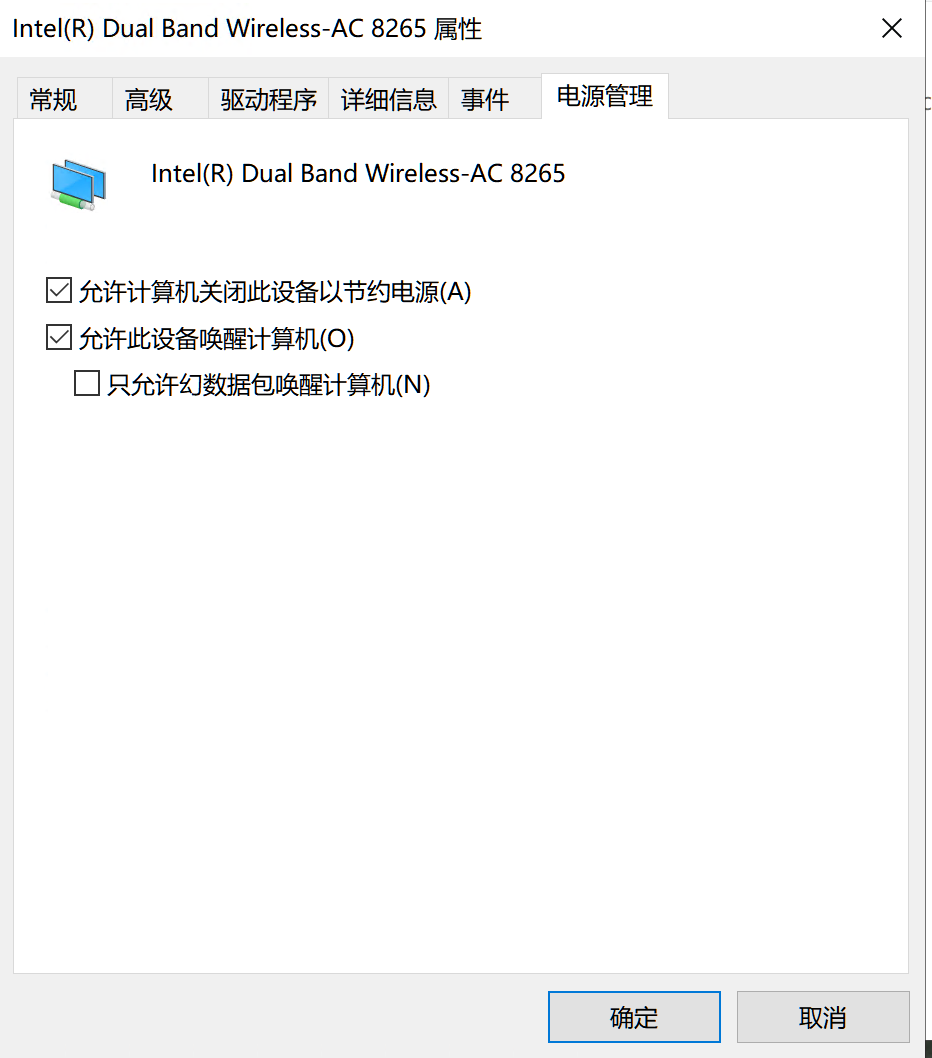 Intel(R) Dual Band Wireless-AC 8265 属性
常规 高级 驱动程序 详细信息 事件 电源管理
Intel(R) Dual Band Wireless-AC 8265
允许计算机关闭此设备以节约电源(A)
允许此设备唤醒计算机(O)
只允许幻数据包唤醒计算机(N)
确定 取消